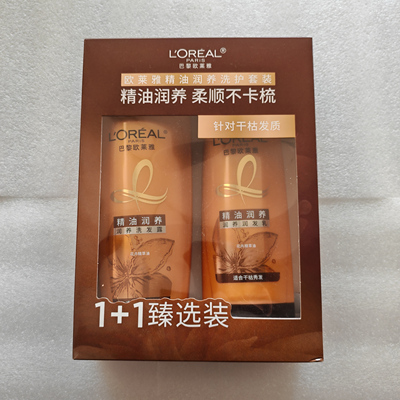 L'ORÉAL
PARIS
巴黎欧莱雅®
欧莱雅精油润养洗护套装
精油润养 柔顺不卡梳
针对干枯发质
L'ORÉAL
PARIS
巴黎欧莱雅
精油润养
润养洗发露
L'ORÉAL
PARIS
巴黎欧莱雅
精油润养
润养润发乳
适合干枯秀发
1+1臻选装